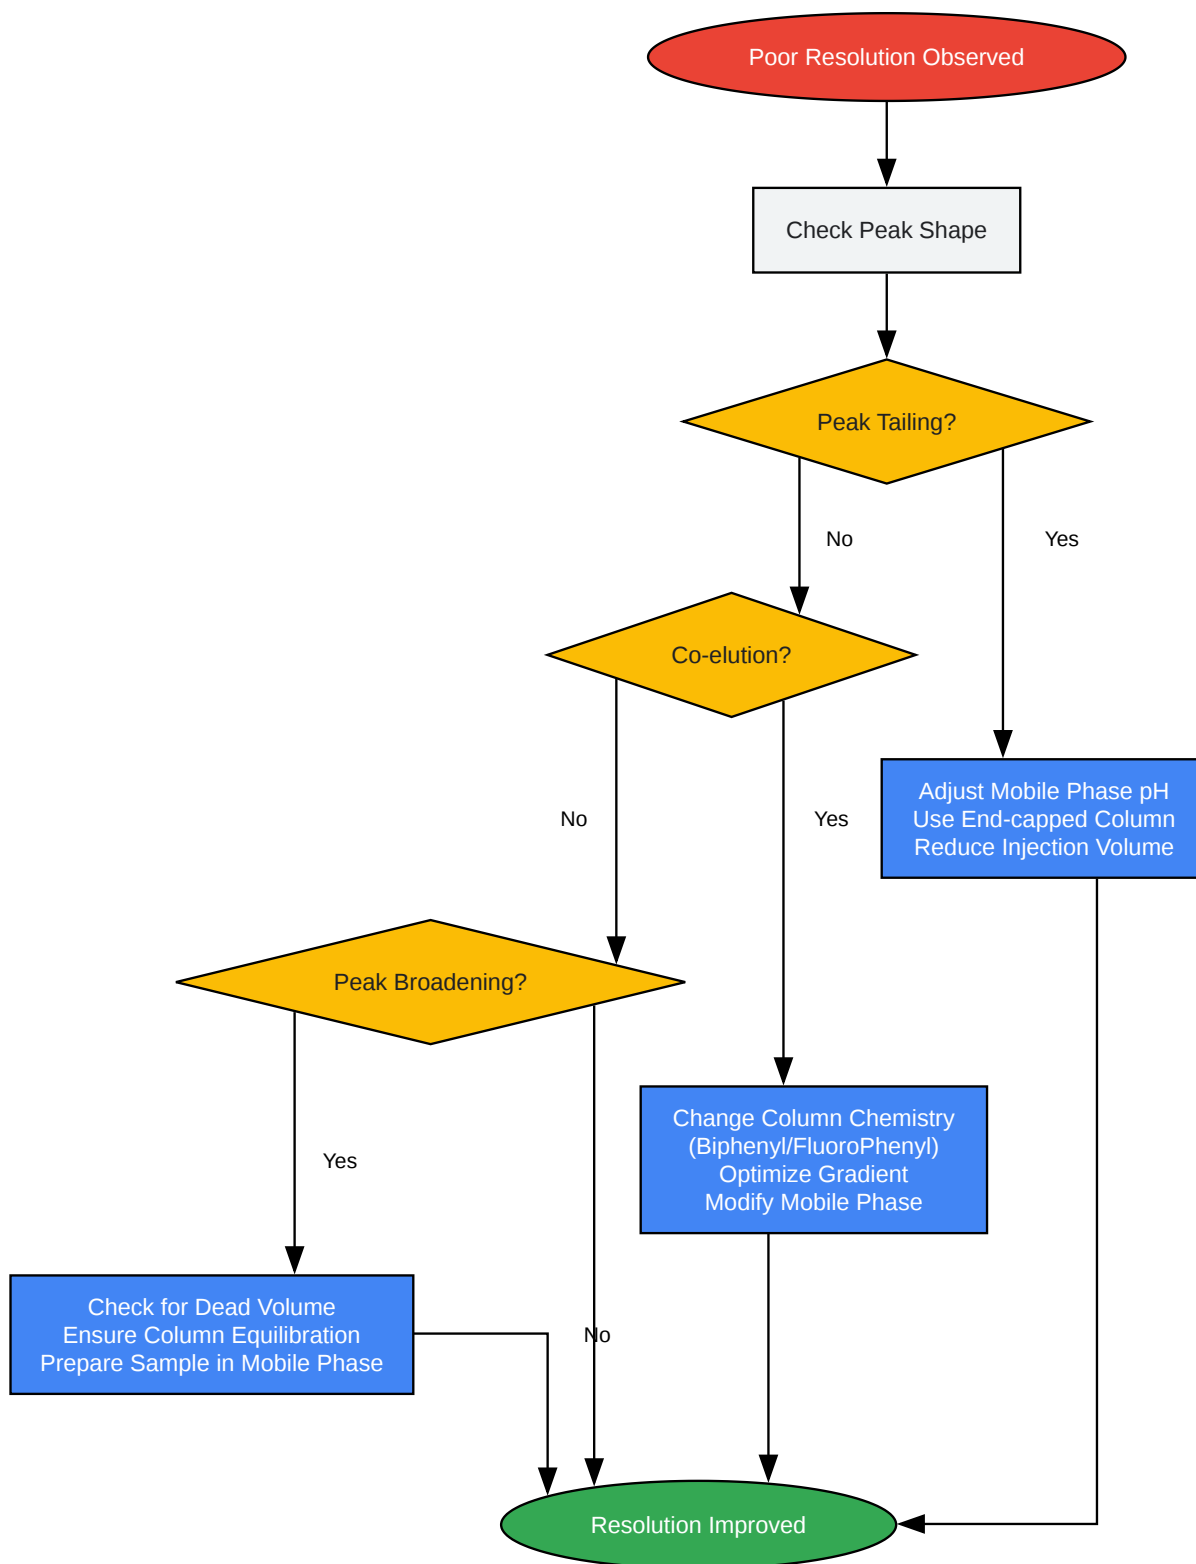 Poor Resolution Observed
Check Peak Shape
Peak Tailing?
No
Yes
Co-elution?
Adjust Mobile Phase pH
Use End-capped Column
Reduce Injection Volume
No
Yes
Peak Broadening?
Change Column Chemistry
(Biphenyl/FluoroPhenyl)
Optimize Gradient
Modify Mobile Phase
Yes
Check for Dead Volume
Ensure Column Equilibration
Prepare Sample in Mobile Phase
No
Resolution Improved